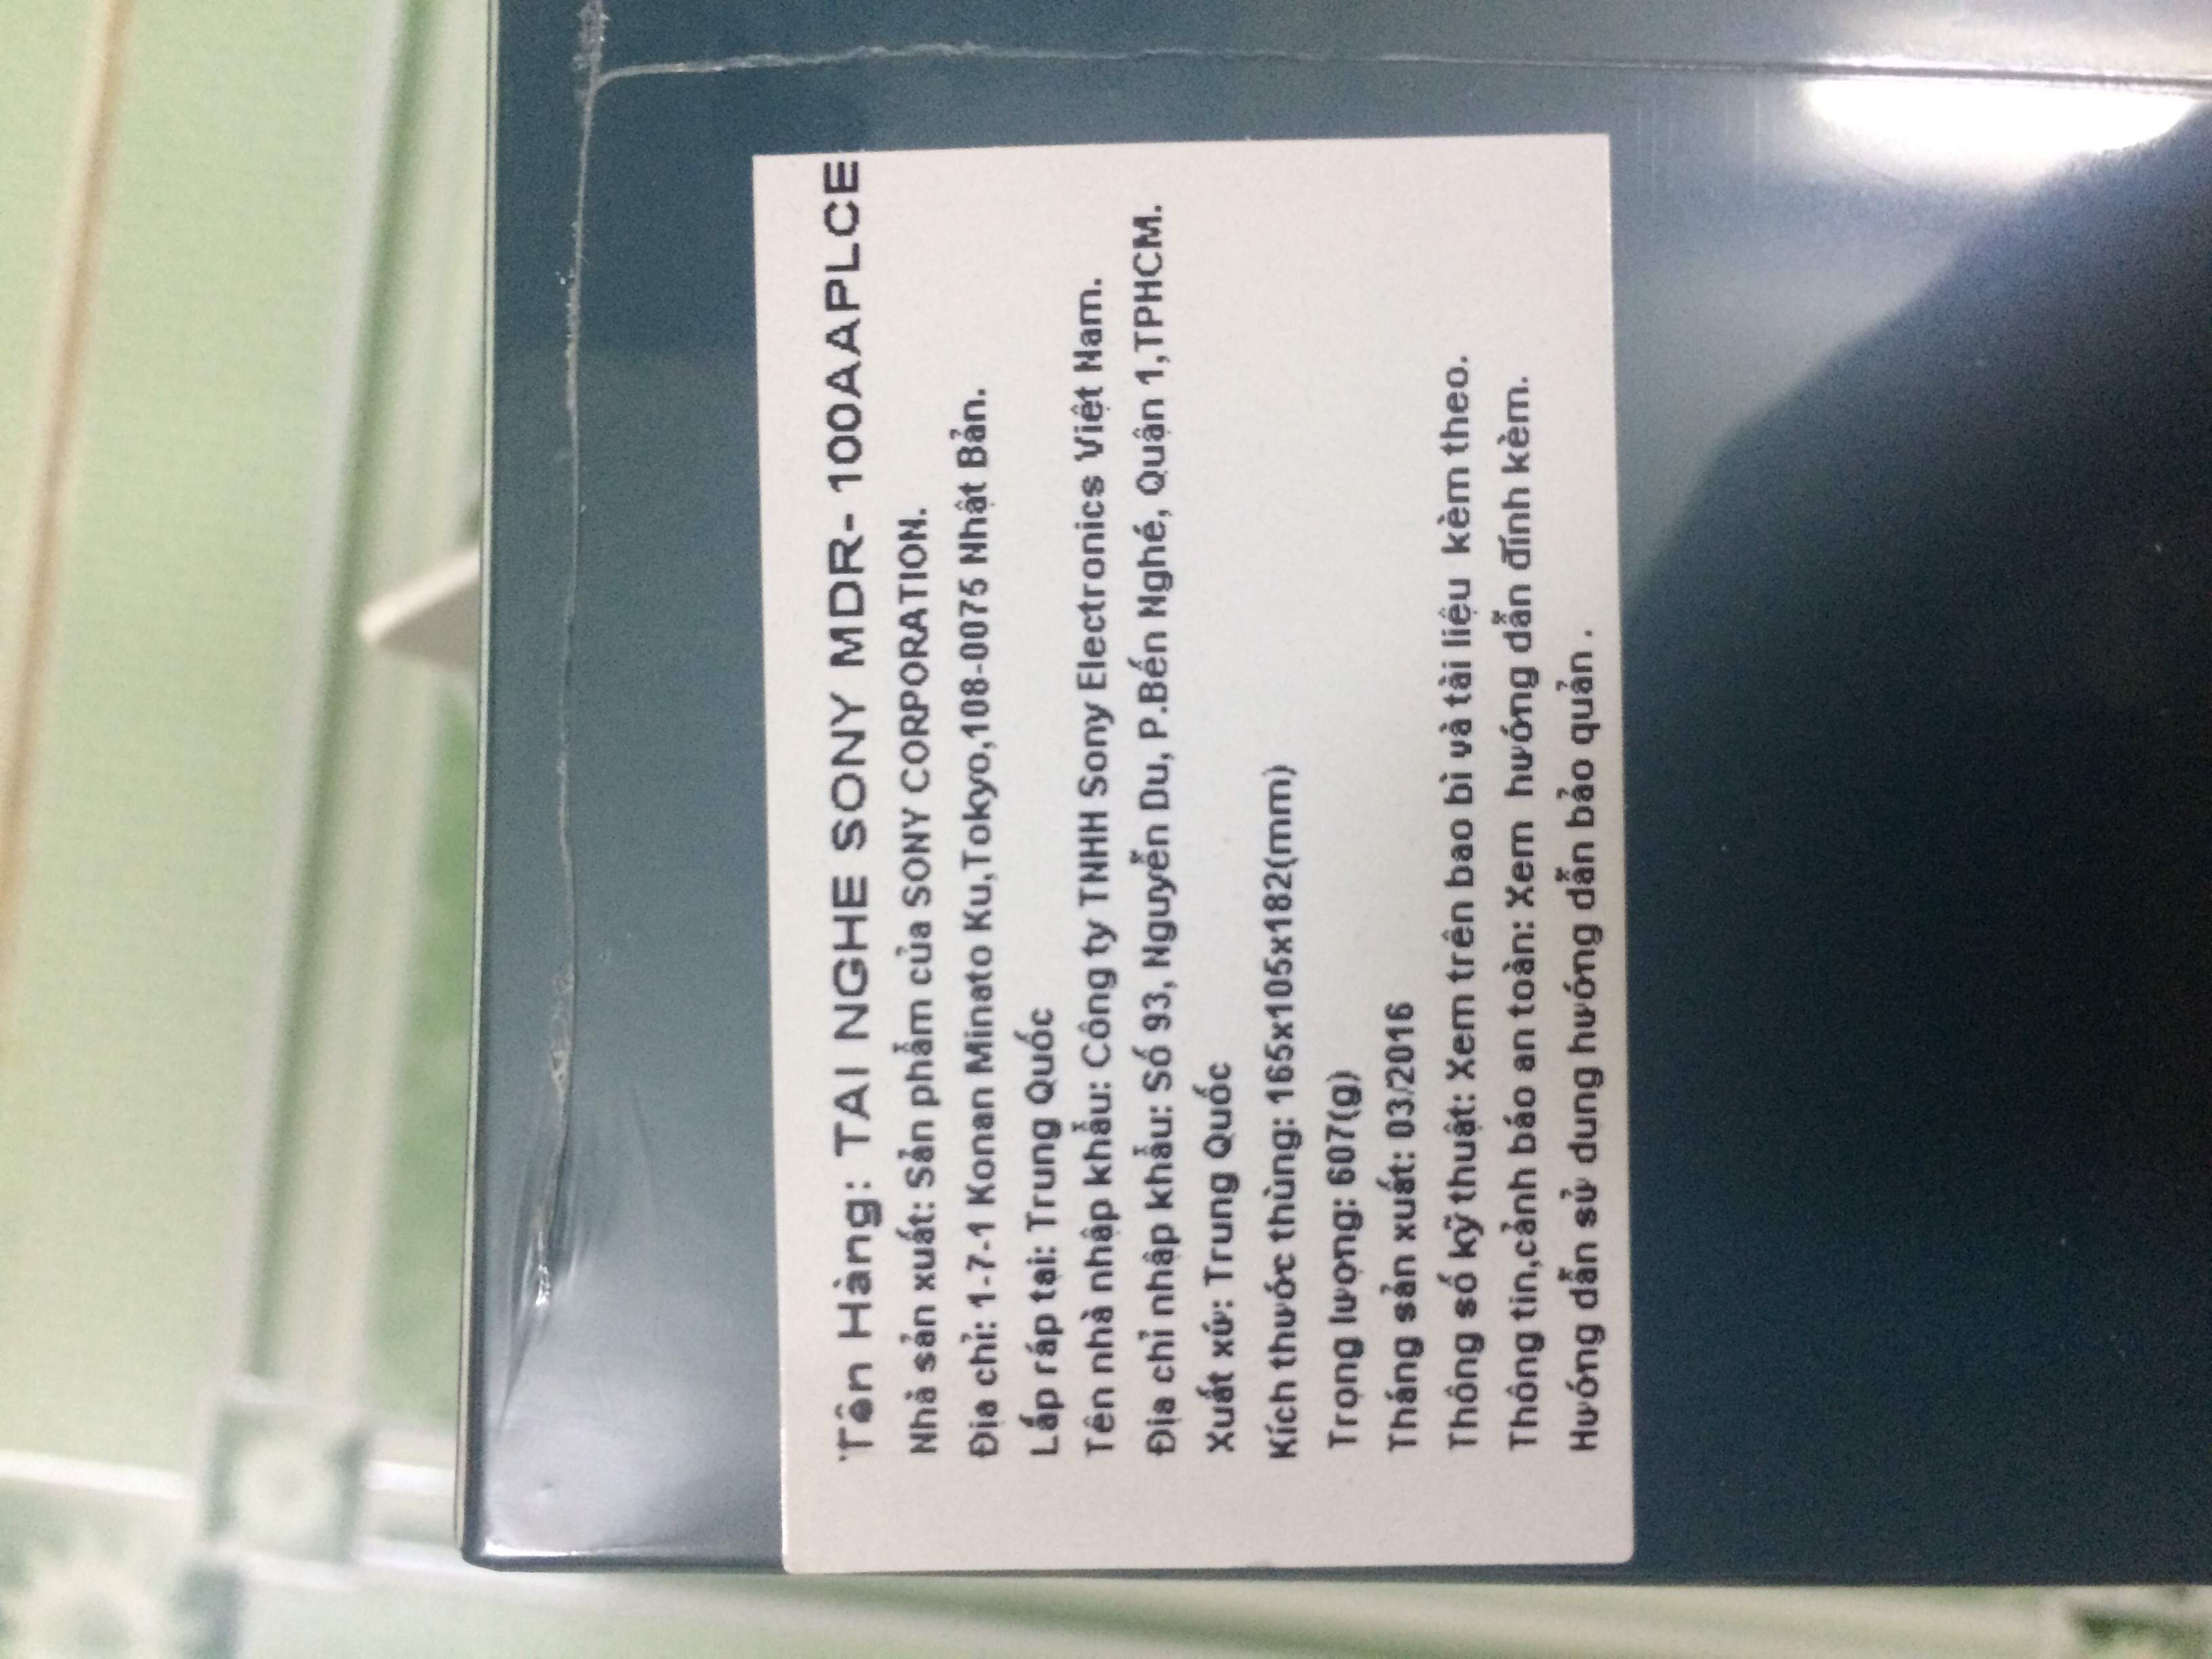 Tên Hàng: TAI NGHE SONY MDR- 100AAPLCE
Nhà sản xuất: Sản phẩm của SONY CORPORATION.
Địa chỉ: 1-7-1 Konan Minato Ku,Tokyo,108-0075 Nhật Bản.
Lắp ráp tại: Trung Quốc
Tên nhà nhập khẩu: Công ty TNHH Sony Electronics Việt Nam.
Địa chỉ nhập khẩu: Số 93, Nguyễn Du, P.Bến Nghé, Quận 1,TPHCM.
Xuất xứ: Trung Quốc
Kích thước thùng: 165x105x182(mm)
Trọng lượng: 607(g)
Tháng sản xuất: 03/2016
Thông số kỹ thuật: Xem trên bao bì và tài liệu kèm theo.
Thông tin,cảnh báo an toàn: Xem hướng dẫn đính kèm.
Hướng dẫn sử dung hướng dẫn bảo quản .